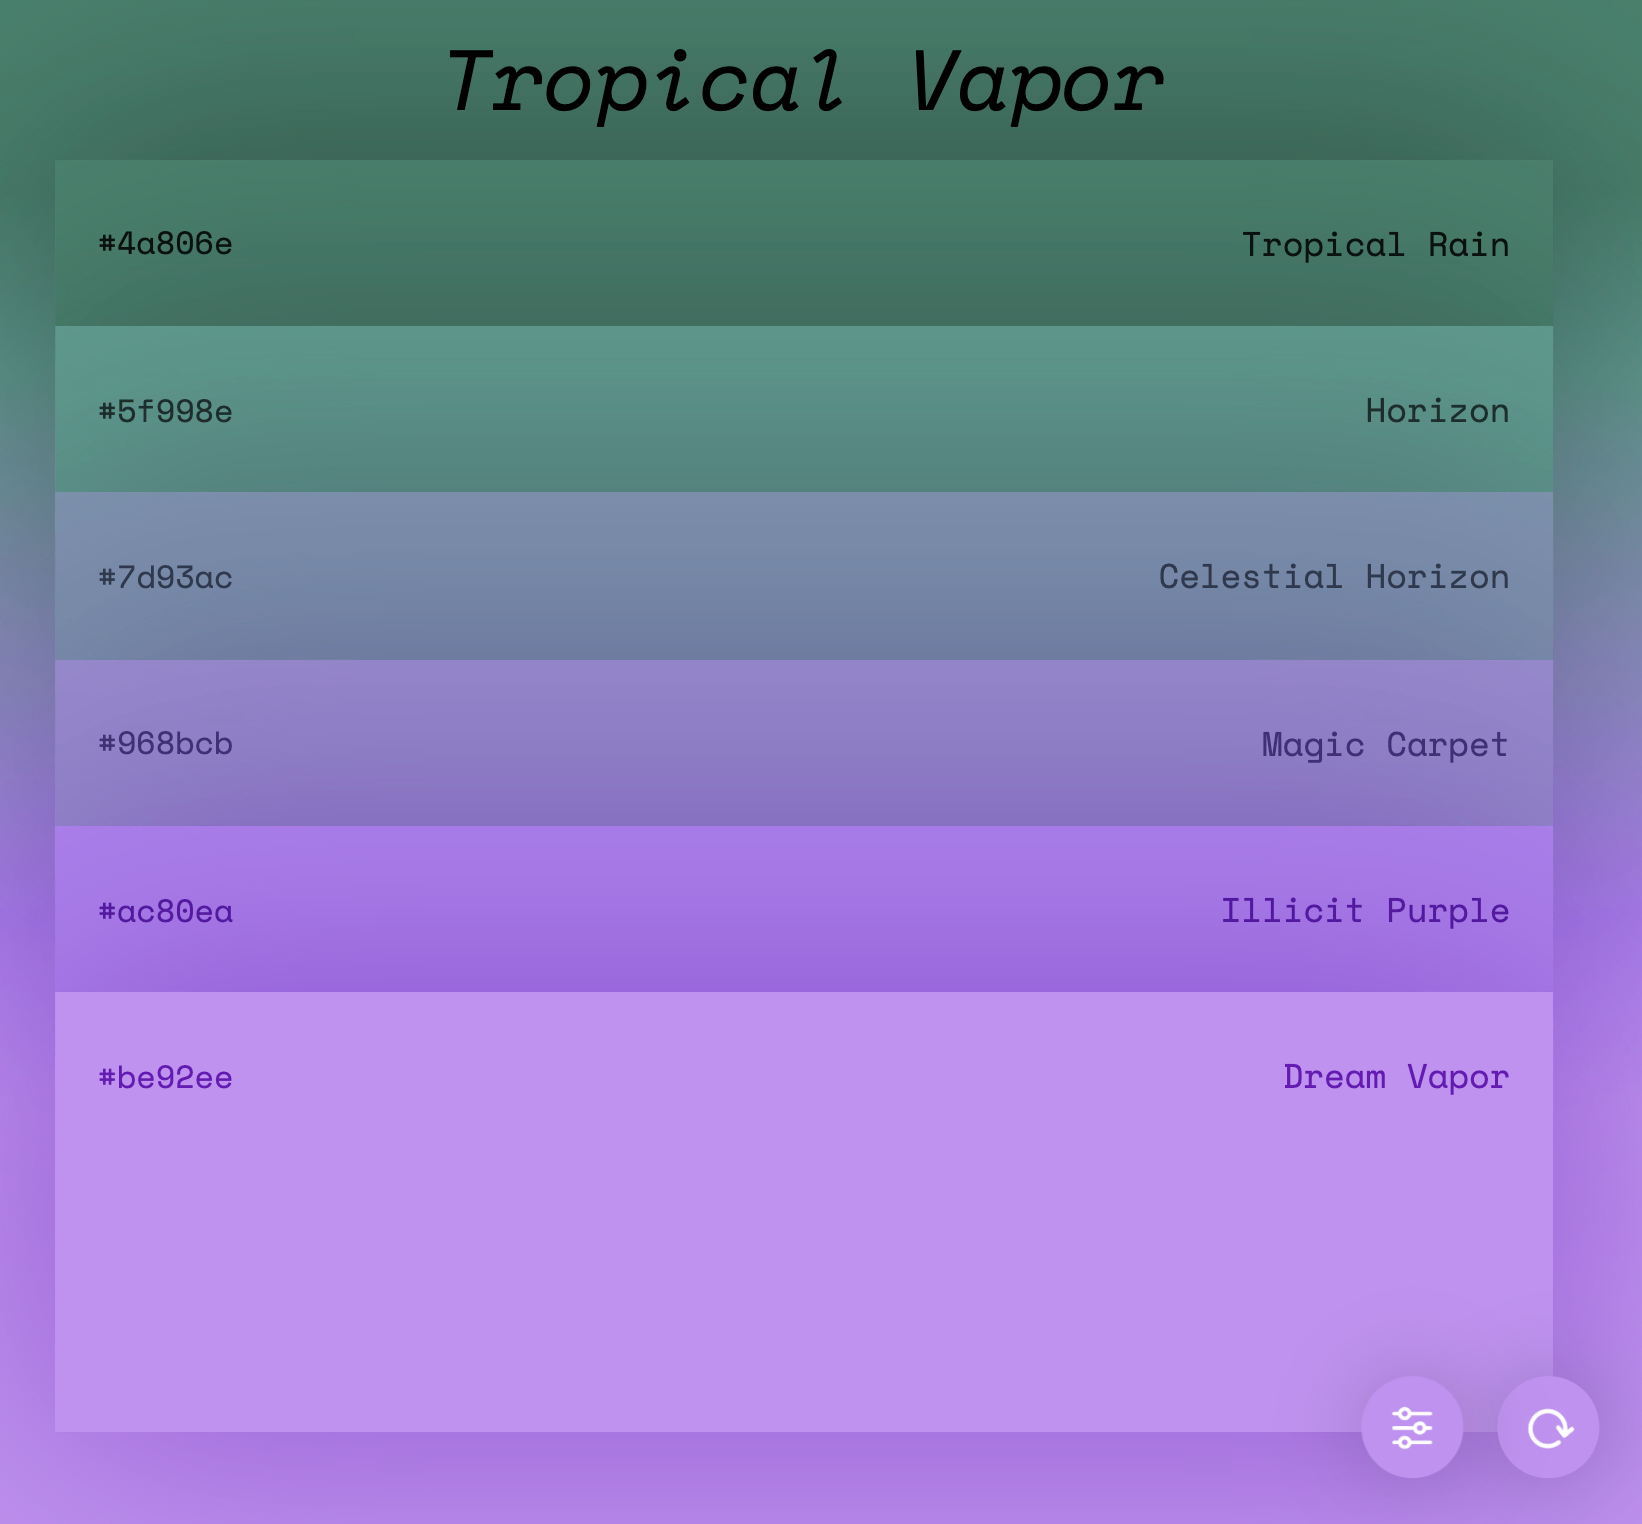 Tropical Vapor
#4a806e Tropical Rain
#5f998e Horizon
#7d93ac Celestial Horizon
#968bcb Magic Carpet
#ac80ea Illicit Purple
#be92ee Dream Vapor